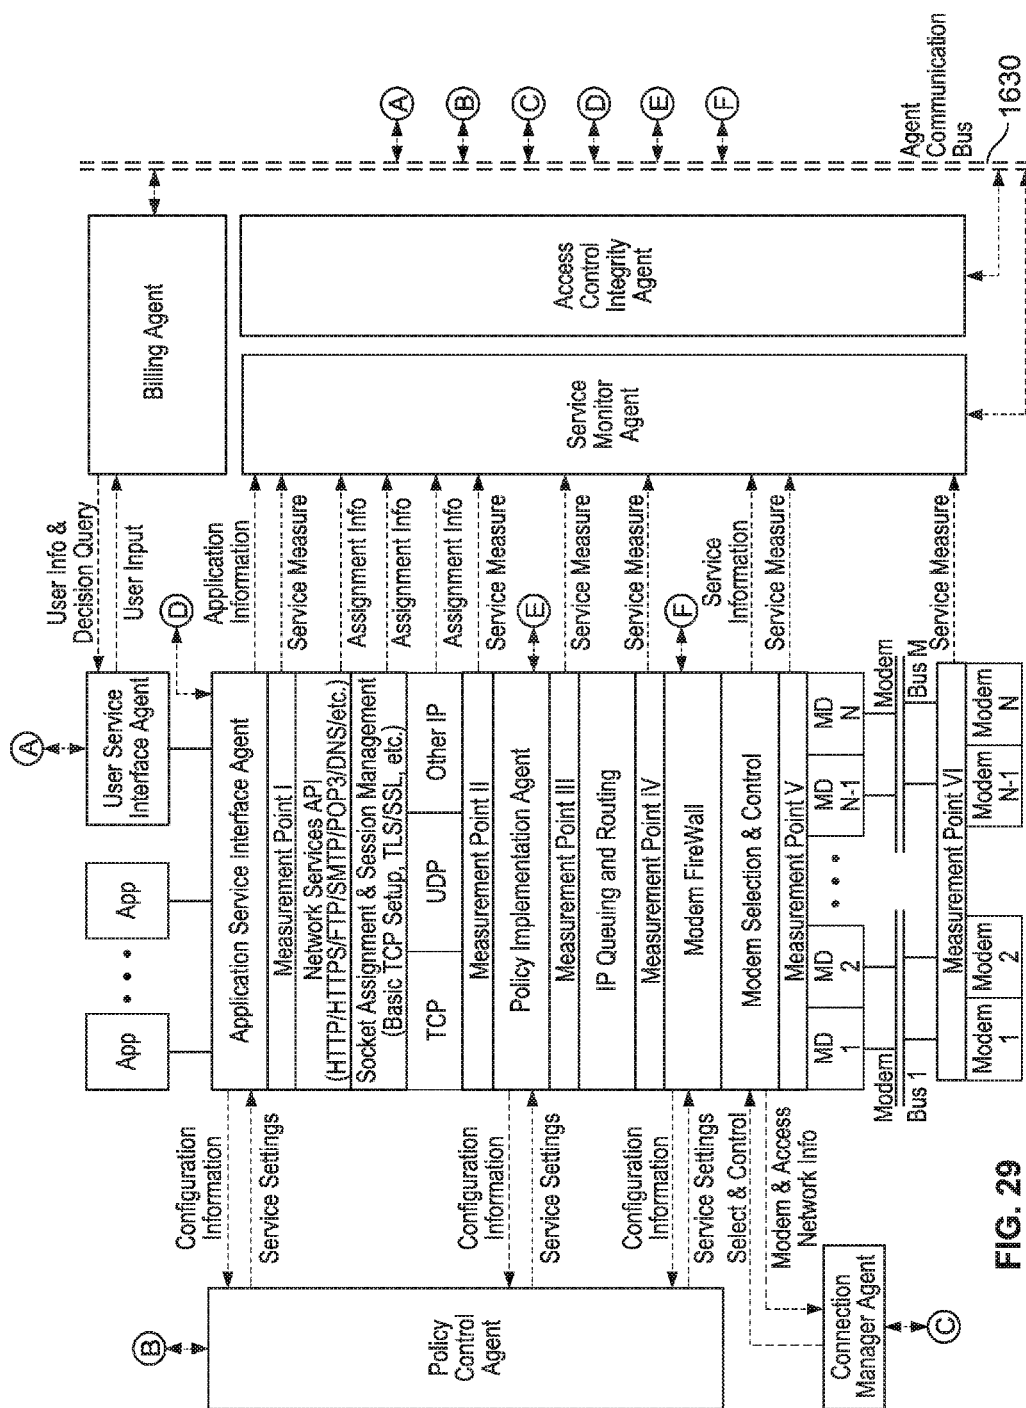 A
App
App
User Service
Interface Agent
User Info &
Decision Query
User Input
D
Billing Agent
B
Policy
Control
Agent
Configuration
Information
Service Settings
Configuration
Information
Service Settings
Configuration
Information
Service Settings
Select & Control
Modem & Access
Network Info
Connection
Manager Agent
C
Application Service Interface Agent
Measurement Point I
Network Services API
(HTTP/HTTPS/FTP/SMTP/POP3/DNS/etc.)
Socket Assignment & Session Management
(Basic TCP Setup, TLS/SSL, etc.)
TCP
UDP
Other IP
Measurement Point II
Policy Implementation Agent
Measurement Point III
IP Queuing and Routing
Measurement Point IV
Modem FireWall
Modem Selection & Control
Measurement Point V
MD
1
MD
2
MD
N-1
MD
N
Modem
Bus 1
Modem
Bus M
Measurement Point VI
Modem
1
Modem
2
Modem
N-1
Modem
N
Application
Information
Service Measure
Assignment Info
Assignment Info
Assignment Info
Service Measure
E
Service Measure
Service Measure
F
Service
Information
Service Measure
Service Measure
Service
Monitor
Agent
Access
Control
Integrity
Agent
A
B
C
D
E
F
Agent
Communication
Bus
1630
FIG. 29